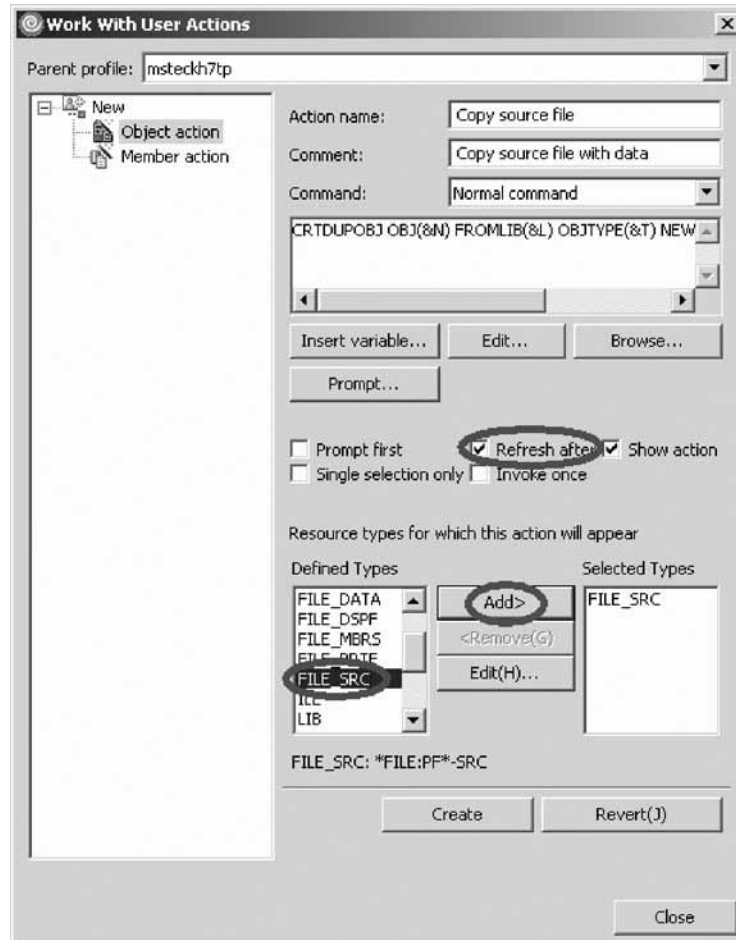 Work With User Actions
Parent profile: msteckh7tp
New
Object action
Member action
Action name: Copy source file
Comment: Copy source file with data
Command: Normal command
CRTDUPOBJ OBJ(&N) FROMLIB(&L) OBJTYPE(&T) NEW
Insert variable... Edit... Browse...
Prompt...
Prompt first Refresh after Show action
Single selection only Invoke once
Resource types for which this action will appear
Defined Types
FILE_DATA
FILE_DSPF
FILE_MBRS
FILE_PRTF
FILE_SRC
ILE
LIB
Add>
<Remove(G)
Edit(H)...
Selected Types
FILE_SRC
FILE_SRC: *FILE:PF*-SRC
Create Revert(J)
Close